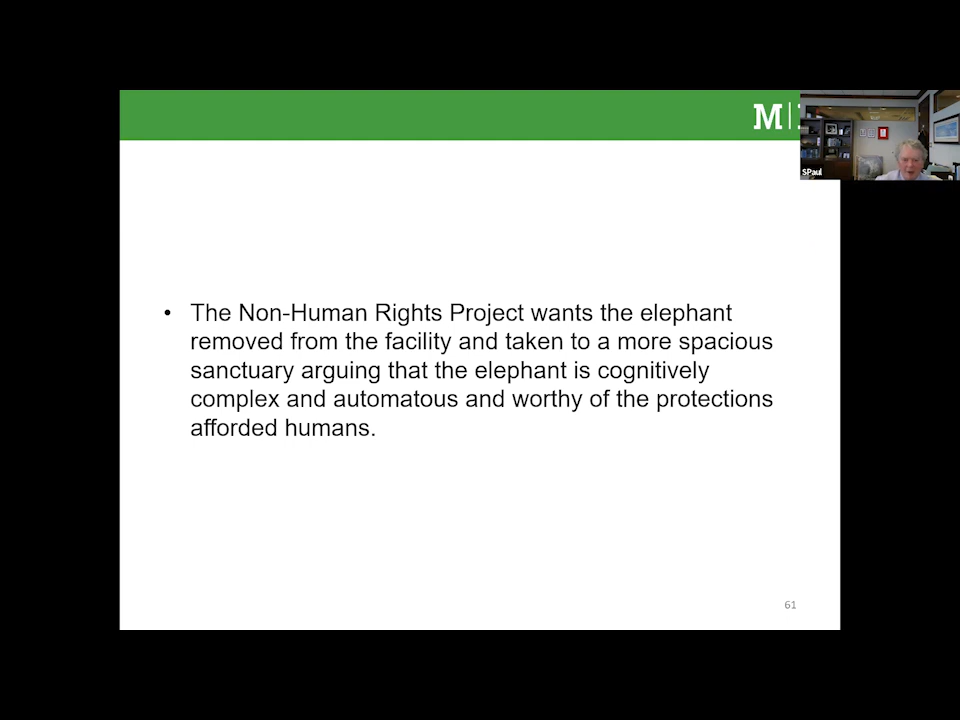 M
SPaul
• The Non-Human Rights Project wants the elephant
removed from the facility and taken to a more spacious
sanctuary arguing that the elephant is cognitively
complex and automatous and worthy of the protections
afforded humans.
61